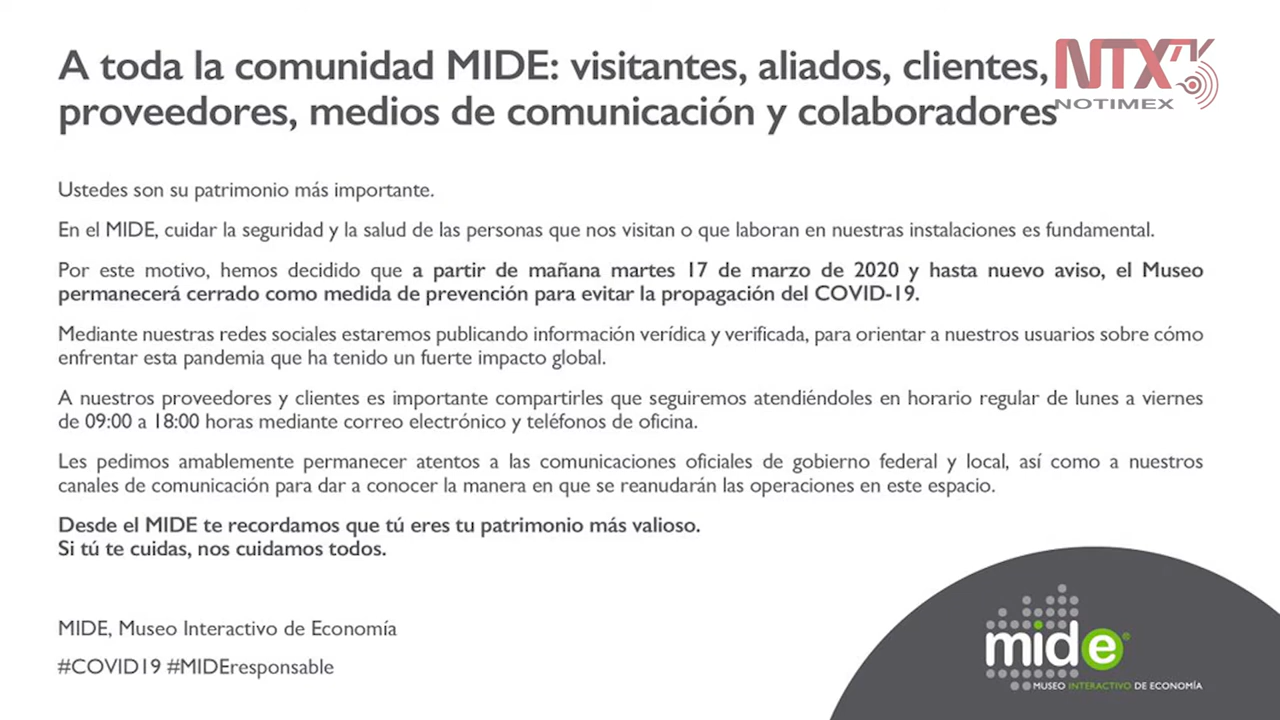 A toda la comunidad MIDE: visitantes, aliados, clientes,
proveedores, medios de comunicación y colaboradores
NTX TV
NOTIMEX
Ustedes son su patrimonio más importante.
En el MIDE, cuidar la seguridad y la salud de las personas que nos visitan o que laboran en nuestras instalaciones es fundamental.
Por este motivo, hemos decidido que a partir de mañana martes 17 de marzo de 2020 y hasta nuevo aviso, el Museo
permanecerá cerrado como medida de prevención para evitar la propagación del COVID-19.
Mediante nuestras redes sociales estaremos publicando información verídica y verificada, para orientar a nuestros usuarios sobre cómo
enfrentar esta pandemia que ha tenido un fuerte impacto global.
A nuestros proveedores y clientes es importante compartirles que seguiremos atendiéndoles en horario regular de lunes a viernes
de 09:00 a 18:00 horas mediante correo electrónico y teléfonos de oficina.
Les pedimos amablemente permanecer atentos a las comunicaciones oficiales de gobierno federal y local, así como a nuestros
canales de comunicación para dar a conocer la manera en que se reanudarán las operaciones en este espacio.
Desde el MIDE te recordamos que tú eres tu patrimonio más valioso.
Si tú te cuidas, nos cuidamos todos.
MIDE, Museo Interactivo de Economía
#COVID19 #MIDEresponsable
mide®
MUSEO INTERACTIVO DE ECONOMÍA